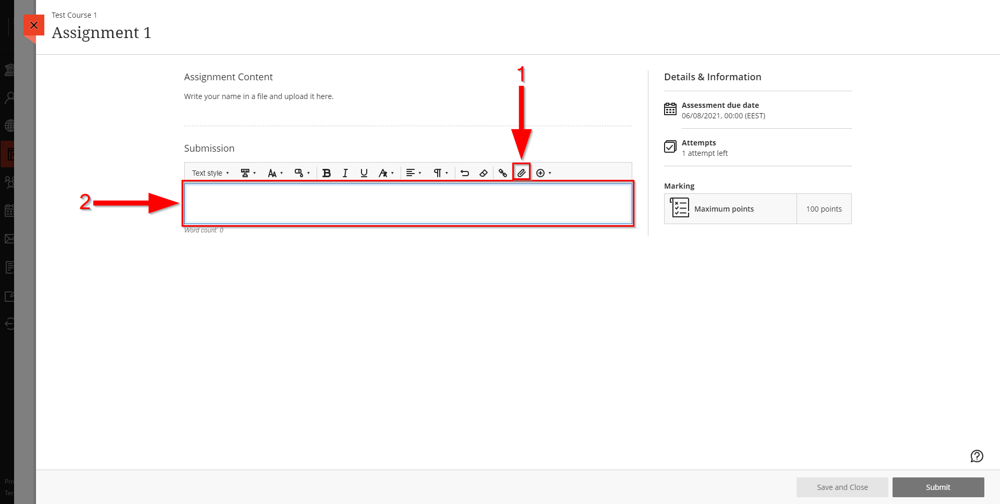 Test Course 1
Assignment 1
1
Assignment Content
Write your name in a file and upload it here.
Submission
Text style
2
Word count: 0
Details & Information
Assessment due date
06/08/2021, 00:00 (EEST)
Attempts
1 attempt left
Marking
Maximum points
100 points
Save and Close
Submit